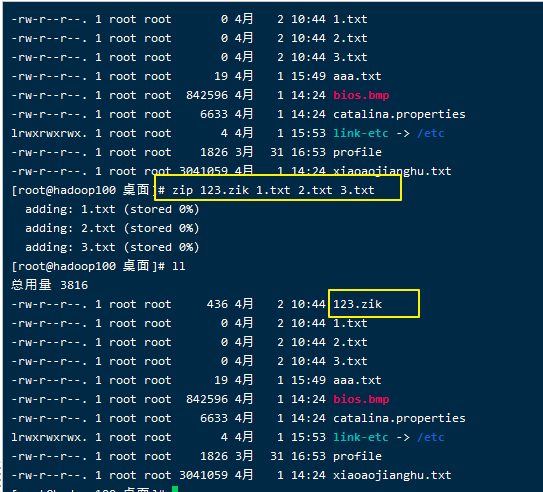 -rw-r--r--. 1 root root       0 4月   2 10:44 1.txt
-rw-r--r--. 1 root root       0 4月   2 10:44 2.txt
-rw-r--r--. 1 root root       0 4月   2 10:44 3.txt
-rw-r--r--. 1 root root      19 4月   1 15:49 aaa.txt
-rw-r--r--. 1 root root  842596 4月   1 14:24 bios.bmp
-rw-r--r--. 1 root root    6633 4月   1 14:24 catalina.properties
lrwxrwxrwx. 1 root root       4 4月   1 15:53 link-etc -> /etc
-rw-r--r--. 1 root root    1826 3月  31 16:53 profile
-rw-r--r--. 1 root root 3041059 4月   1 14:24 xiaoaojianghu.txt
[root@hadoop100 桌面]# zip 123.zik 1.txt 2.txt 3.txt
  adding: 1.txt (stored 0%)
  adding: 2.txt (stored 0%)
  adding: 3.txt (stored 0%)
[root@hadoop100 桌面]# ll
总用量 3816
-rw-r--r--. 1 root root     436 4月   2 10:44 123.zik
-rw-r--r--. 1 root root       0 4月   2 10:44 1.txt
-rw-r--r--. 1 root root       0 4月   2 10:44 2.txt
-rw-r--r--. 1 root root       0 4月   2 10:44 3.txt
-rw-r--r--. 1 root root      19 4月   1 15:49 aaa.txt
-rw-r--r--. 1 root root  842596 4月   1 14:24 bios.bmp
-rw-r--r--. 1 root root    6633 4月   1 14:24 catalina.properties
lrwxrwxrwx. 1 root root       4 4月   1 15:53 link-etc -> /etc
-rw-r--r--. 1 root root    1826 3月  31 16:53 profile
-rw-r--r--. 1 root root 3041059 4月   1 14:24 xiaoaojianghu.txt
[root@hadoop100 桌面]#